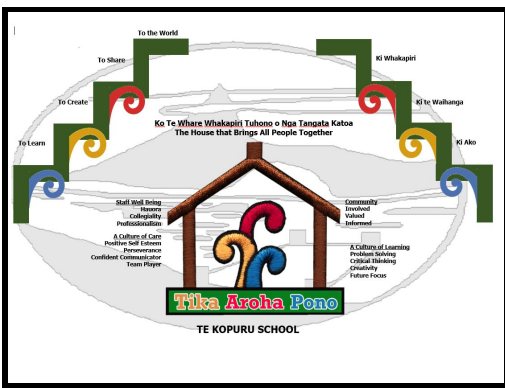 To the World
To Share
To Create
To Learn
Ki Whakapiri
Ki te Waihanga
Ki Ako
Ko Te Whare Whakapiri Tuhono o Nga Tangata Katoa
The House that Brings All People Together
Staff Well Being
Hauora
Collegiality
Professionalism
A Culture of Care
Positive Self Esteem
Perseverance
Confident Communicator
Team Player
Community
Involved
Valued
Informed
A Culture of Learning
Problem Solving
Critical Thinking
Creativity
Future Focus
Tika Aroha Pono
TE KOPURU SCHOOL